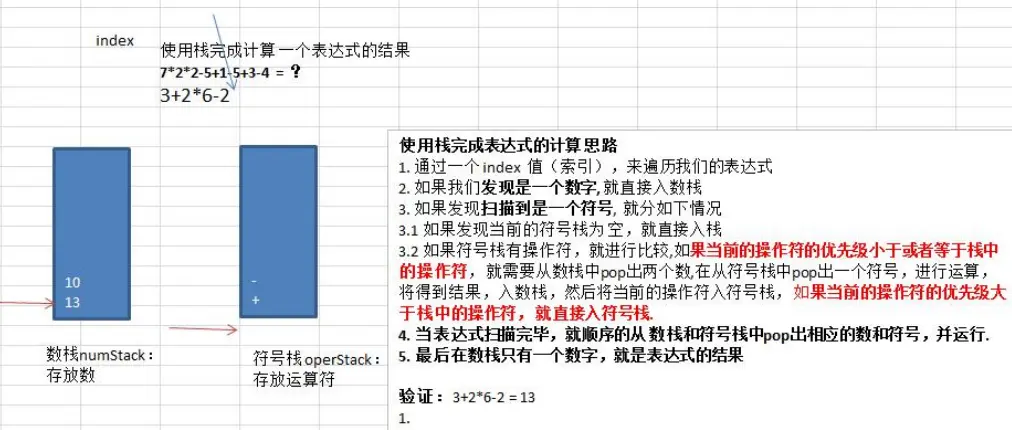 index
使用栈完成计算 一个表达式的结果
7*2*2-5+1-5+3-4 = ？
3+2*6-2
10
13
-
+
数栈numStack：
存放数
符号栈 operStack：
存放运算符
使用栈完成表达式的计算 思路
1. 通过一个 index 值（索引），来遍历我们的表达式
2. 如果我们发现是一个数字, 就直接入数栈
3. 如果发现扫描到是一个符号, 就分如下情况
3.1 如果发现当前的符号栈为 空，就直接入栈
3.2 如果符号栈有操作符，就进行比较,如果当前的操作符的优先级小于或者等于栈中
的操作符，就需要从数栈中pop出两个数,在从符号栈中pop出一个符号，进行运算，
将得到结果，入数栈，然后将当前的操作符入符号栈，如果当前的操作符的优先级大
于栈中的操作符，就直接入符号栈.
4. 当表达式扫描完毕，就顺序的从 数栈和符号栈中pop出相应的数和符号，并运行.
5. 最后在数栈只有一个数字，就是表达式的结果
验证：3+2*6-2 = 13
1.